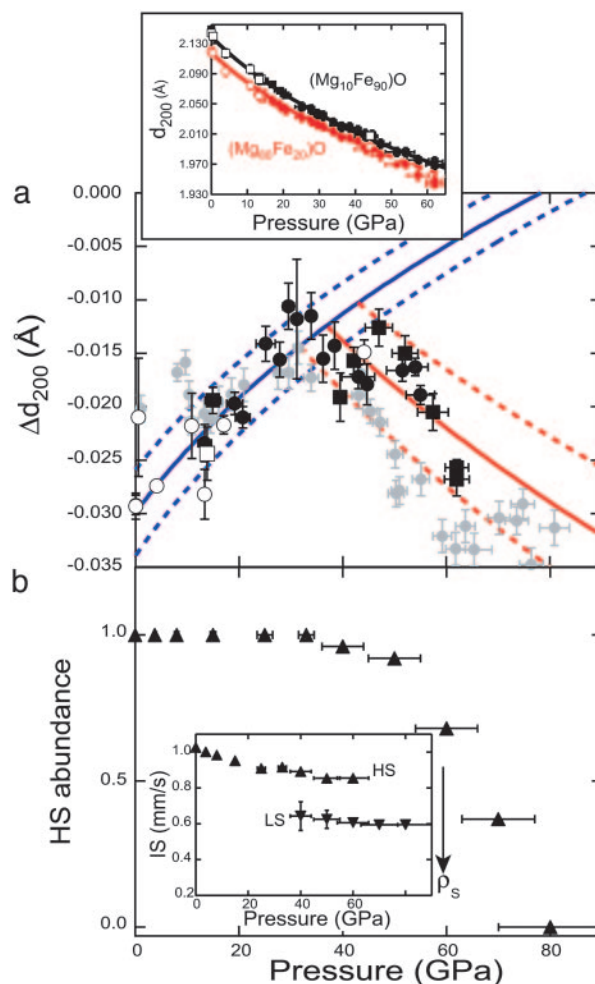 2.130
2.090
2.050
2.010
1.970
1.930
d₂₀₀ (Å)
(Mg₁₀Fe₉₀)O
0 10 20 30 40 50 60
Pressure (GPa)
a
0.000
-0.005
-0.010
-0.015
-0.020
-0.025
-0.030
-0.035
Δd₂₀₀ (Å)
b
1.0
0.5
0.0
HS abundance
1.0
0.8
0.6
0.4
0.2
IS (mm/s)
HS
LS
0 20 40 60 80
Pressure (GPa)
ρS
0 20 40 60 80
Pressure (GPa)